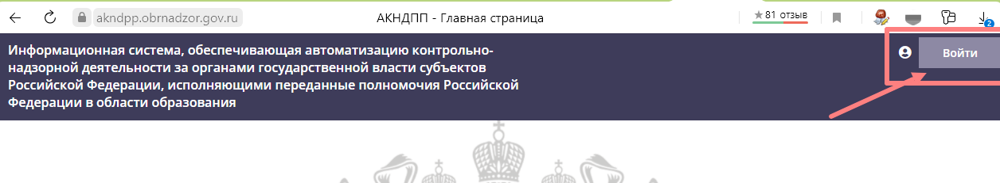 akndpp.obrnadzor.gov.ru АКНДПП - Главная страница ★81 отзыв 2
Информационная система, обеспечивающая автоматизацию контрольно-
надзорной деятельности за органами государственной власти субъектов
Российской Федерации, исполняющими переданные полномочия Российской
Федерации в области образования
Войти